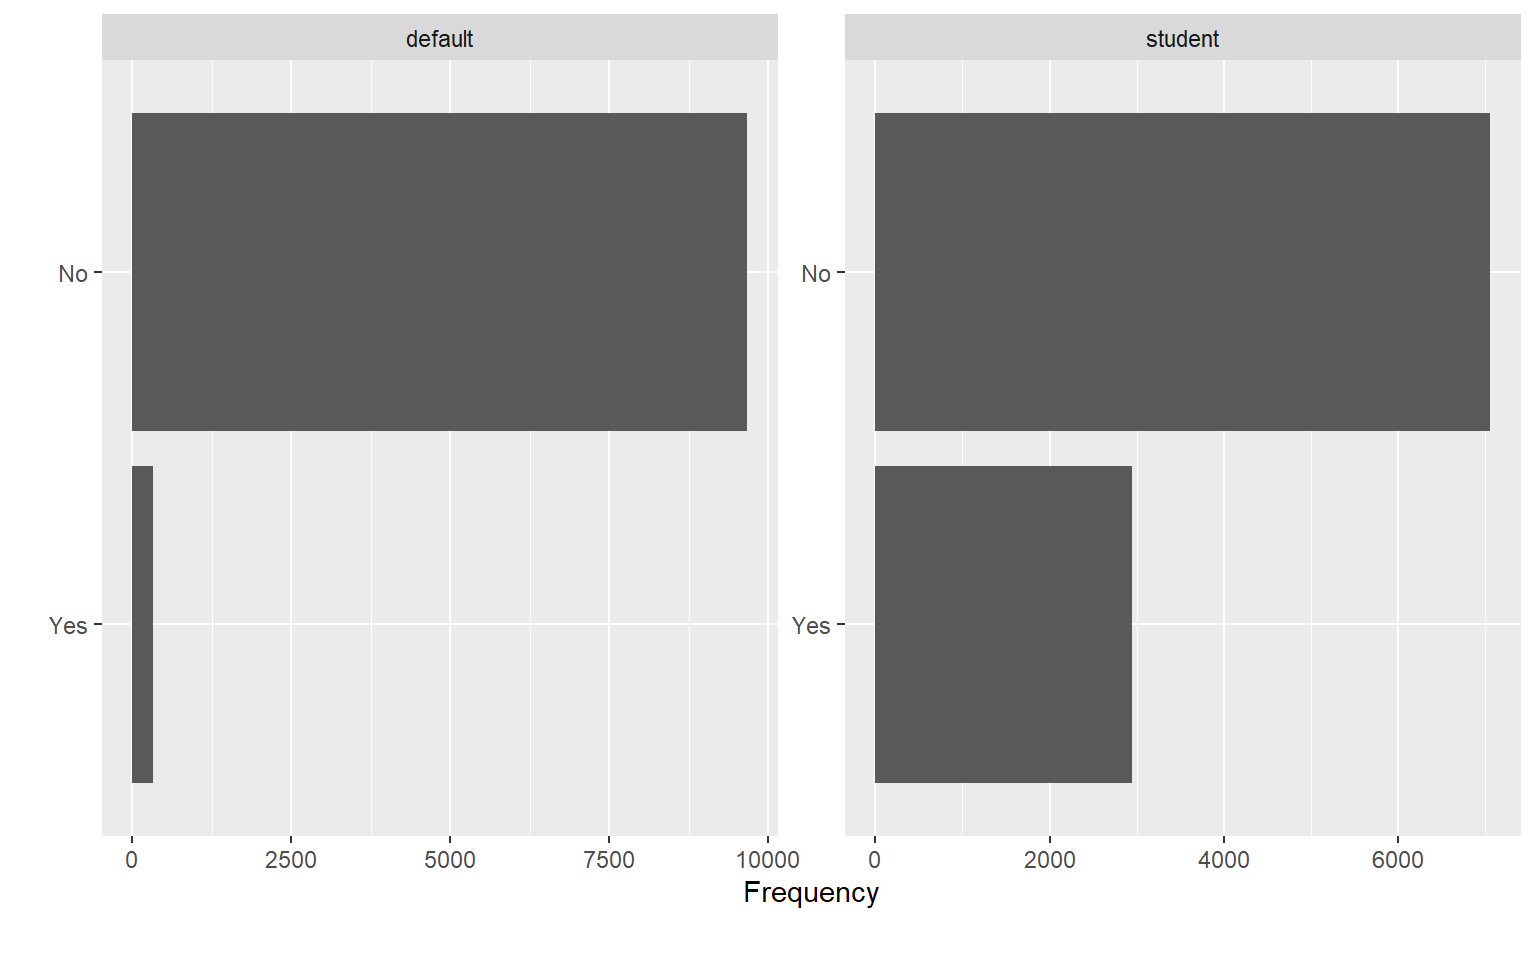 default
student
No
No
Yes
Yes
0 2500 5000 7500 10000
0 2000 4000 6000
Frequency